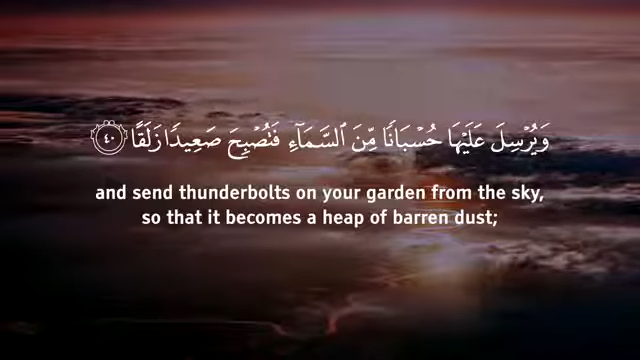 وَيُرْسِلَ عَلَيْهَا حُسْبَانًا مِّنَ ٱلسَّمَآءِ فَتُصْبِحَ صَعِيدًا زَلَقًا ٤٠
and send thunderbolts on your garden from the sky,
so that it becomes a heap of barren dust;